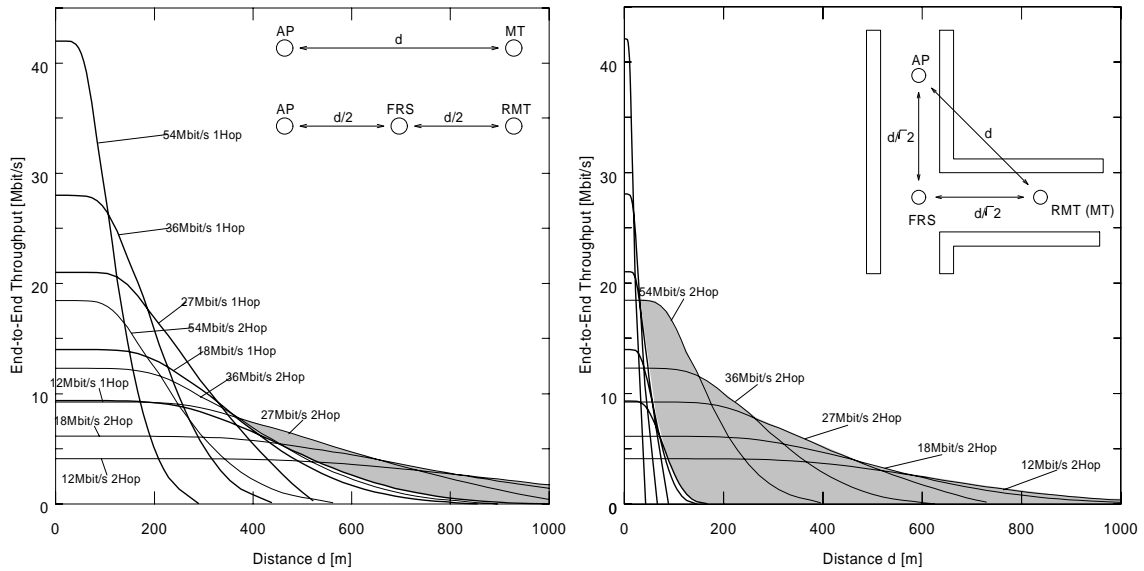 AP
d
MT
AP
FRS
RMT
d/2
d/2
54Mbit/s 1Hop
36Mbit/s 1Hop
27Mbit/s 1Hop
54Mbit/s 2Hop
18Mbit/s 1Hop
36Mbit/s 2Hop
12Mbit/s 1Hop
27Mbit/s 2Hop
18Mbit/s 2Hop
12Mbit/s 2Hop
End-to-End Throughput [Mbit/s]
40
30
20
10
0
0
200
400
600
800
1000
Distance d [m]
AP
d
d/√2
FRS
d/√2
RMT (MT)
54Mbit/s 2Hop
36Mbit/s 2Hop
27Mbit/s 2Hop
18Mbit/s 2Hop
12Mbit/s 2Hop
End-to-End Throughput [Mbit/s]
40
30
20
10
0
0
200
400
600
800
1000
Distance d [m]